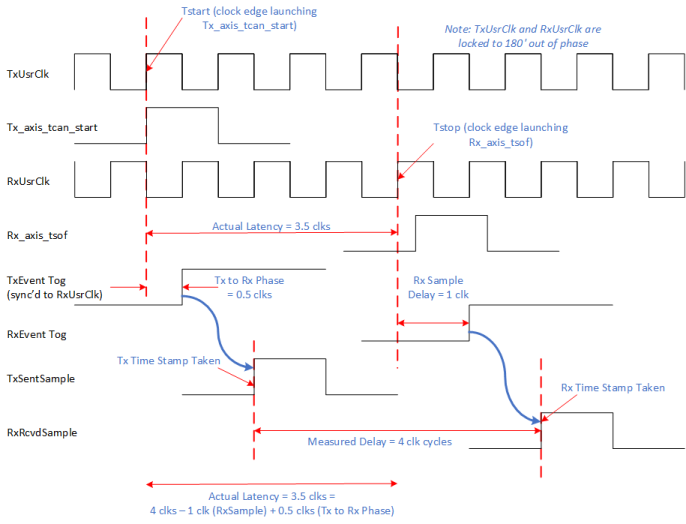 Tstart (clock edge launching
Tx_axis_tcan_start)
Note: TxUsrClk and RxUsrClk are
locked to 180' out of phase
TxUsrClk
Tx_axis_tcan_start
Tstop (clock edge launching
Rx_axis_tsof)
RxUsrClk
Actual Latency = 3.5 clks
Rx_axis_tsof
TxEvent Tog
(sync'd to RxUsrClk)
Tx to Rx Phase
= 0.5 clks
Rx Sample
Delay = 1 clk
RxEvent Tog
Tx Time Stamp Taken
TxSentSample
Rx Time Stamp Taken
RxRcvdSample
Measured Delay = 4 clk cycles
Actual Latency = 3.5 clks =
4 clks – 1 clk (RxSample) + 0.5 clks (Tx to Rx Phase)